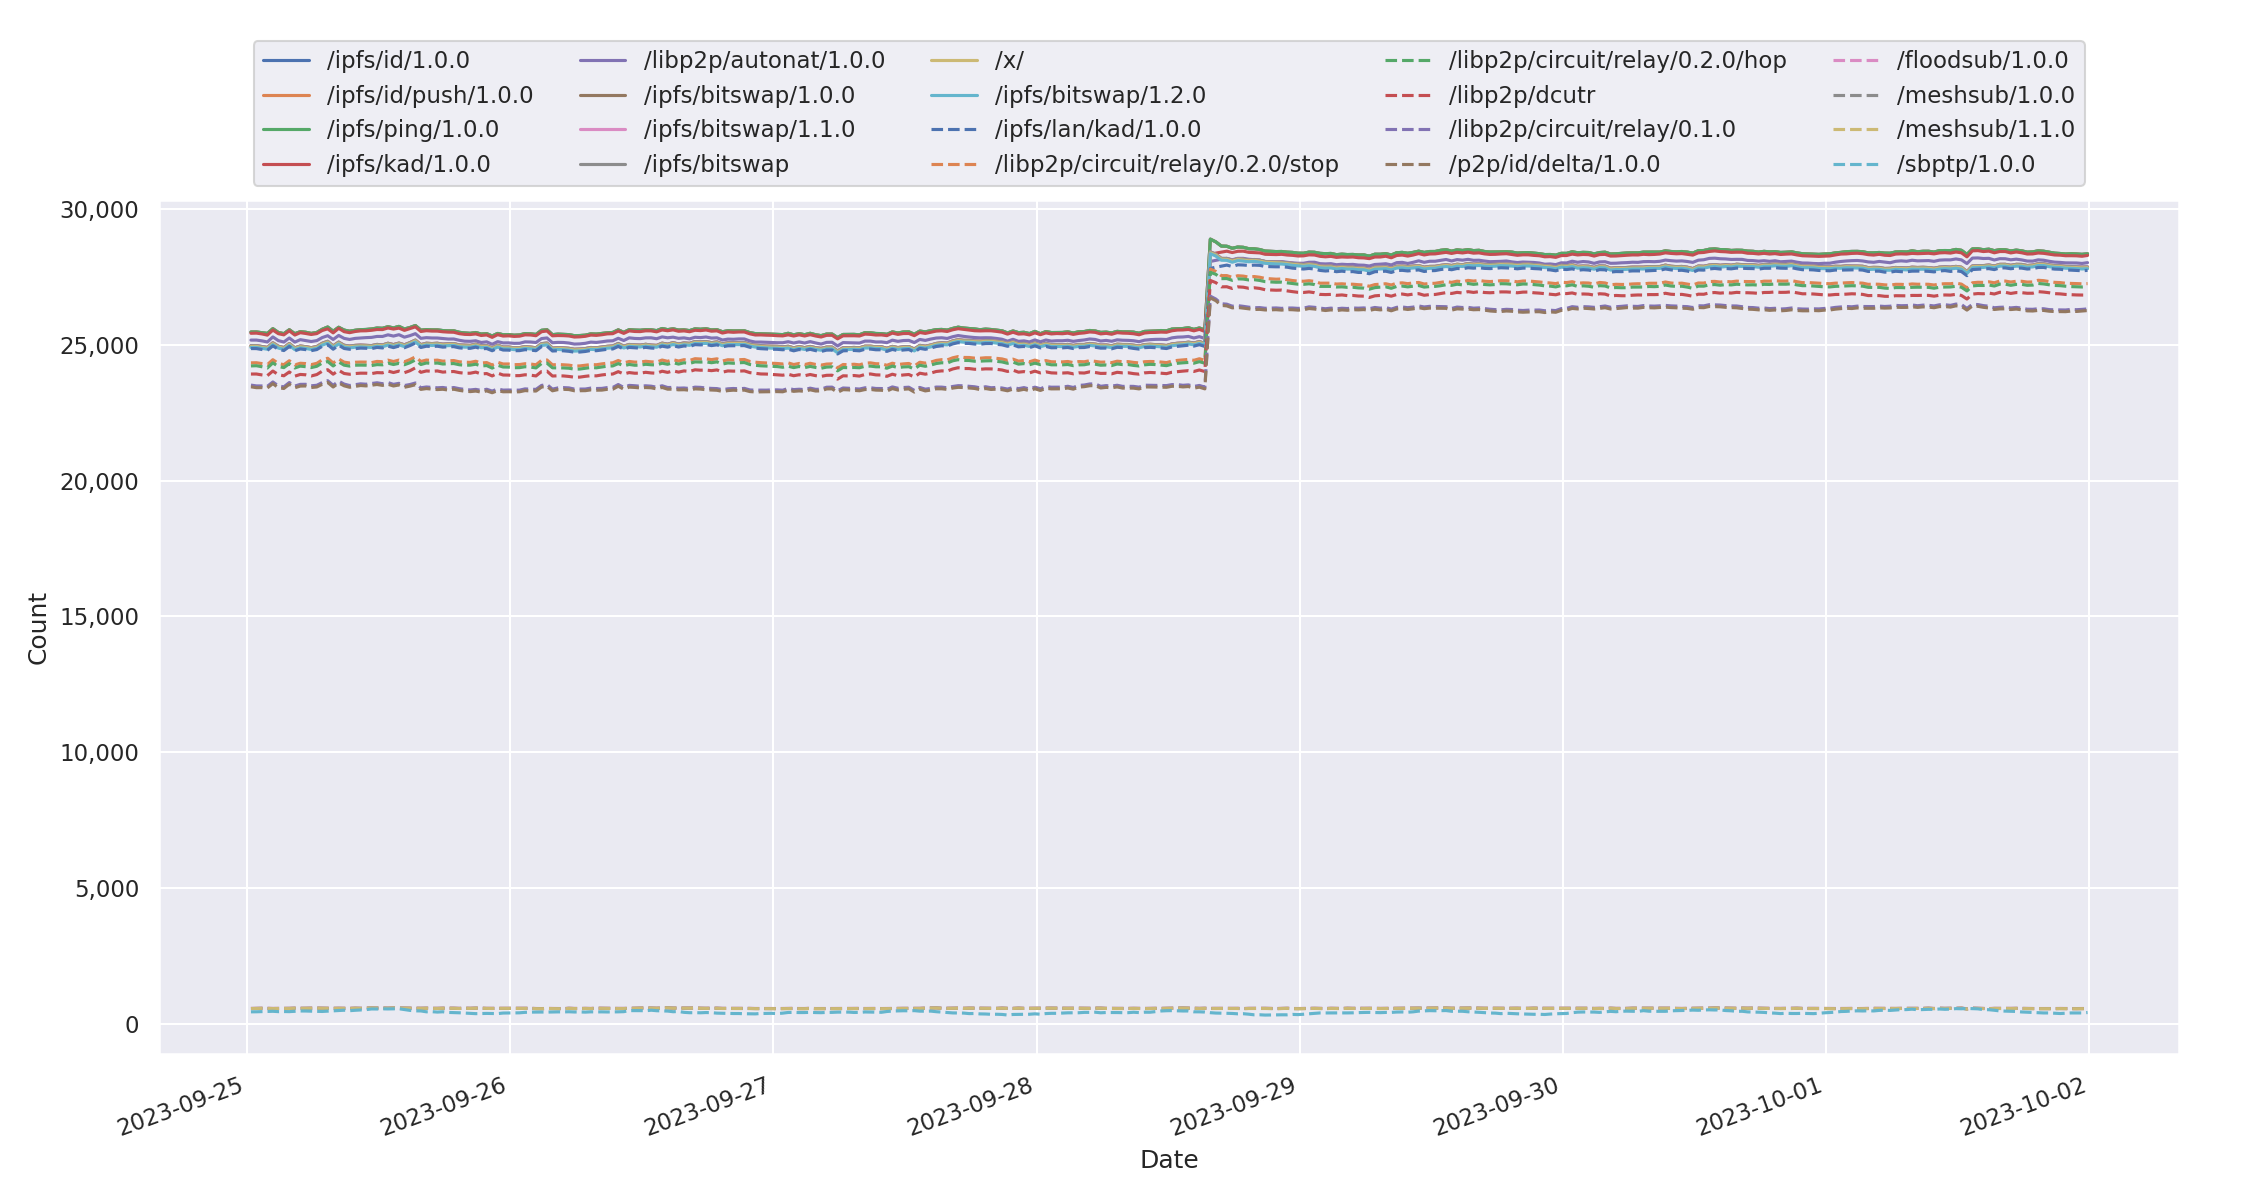 /ipfs/id/1.0.0
/ipfs/id/push/1.0.0
/ipfs/ping/1.0.0
/ipfs/kad/1.0.0
/libp2p/autonat/1.0.0
/ipfs/bitswap/1.0.0
/ipfs/bitswap/1.1.0
/ipfs/bitswap
/x/
/ipfs/bitswap/1.2.0
/ipfs/lan/kad/1.0.0
/libp2p/circuit/relay/0.2.0/stop
/libp2p/circuit/relay/0.2.0/hop
/libp2p/dcutr
/libp2p/circuit/relay/0.1.0
/p2p/id/delta/1.0.0
/floodsub/1.0.0
/meshsub/1.0.0
/meshsub/1.1.0
/sbptp/1.0.0
30,000
25,000
20,000
15,000
10,000
5,000
0
Count
2023-09-25
2023-09-26
2023-09-27
2023-09-28
2023-09-29
2023-09-30
2023-10-01
2023-10-02
Date